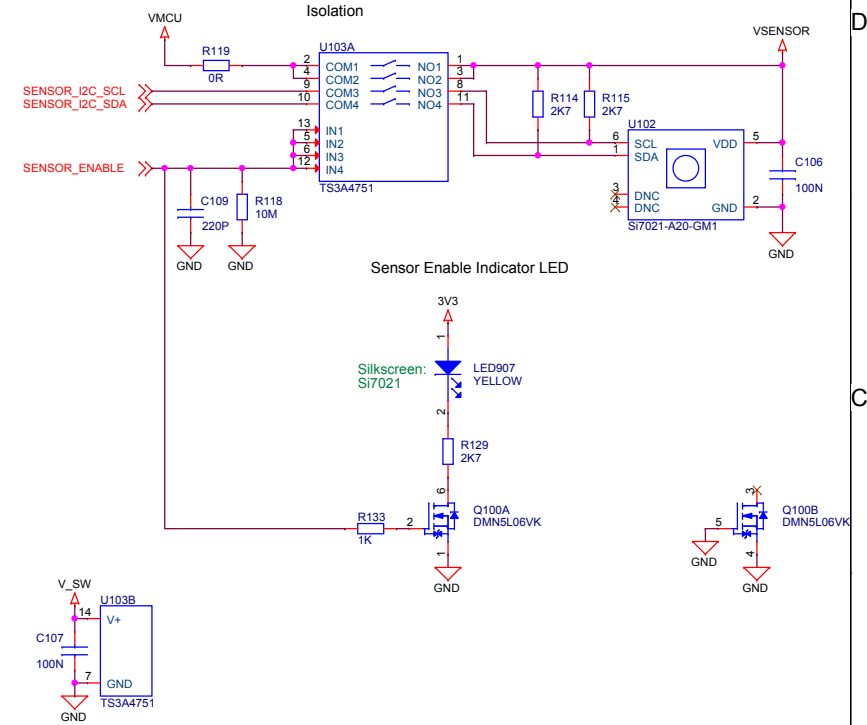 Isolation
D
VMCU
VSENSOR
R119
0R
U103A
2 COM1 NO1 1
4 COM2 NO2 3
9 COM3 NO3 8
10 COM4 NO4 11
SENSOR_I2C_SCL
SENSOR_I2C_SDA
13 IN1
5 IN2
6 IN3
12 IN4
SENSOR_ENABLE
TS3A4751
R114
2K7
R115
2K7
U102
6 SCL VDD 5
1 SDA
3 DNC
4 DNC GND 2
Si7021-A20-GM1
C106
100N
GND
C109
220P
R118
10M
GND
GND
Sensor Enable Indicator LED
3V3
1
Silkscreen:
Si7021
LED907
YELLOW
C
2
R129
2K7
6
Q100A
DMN5L06VK
R133
1K
2
1
GND
3
Q100B
DMN5L06VK
5
GND
4
GND
V_SW
U103B
14 V+
C107
100N
7 GND
TS3A4751
GND